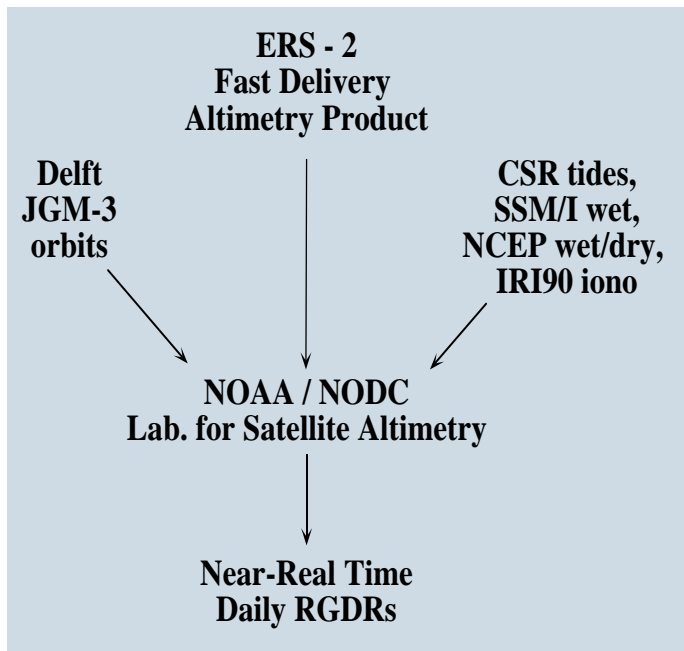 ERS - 2
Fast Delivery
Altimetry Product
Delft
JGM-3
orbits
CSR tides,
SSM/I wet,
NCEP wet/dry,
IRI90 iono
NOAA / NODC
Lab. for Satellite Altimetry
Near-Real Time
Daily RGDRs